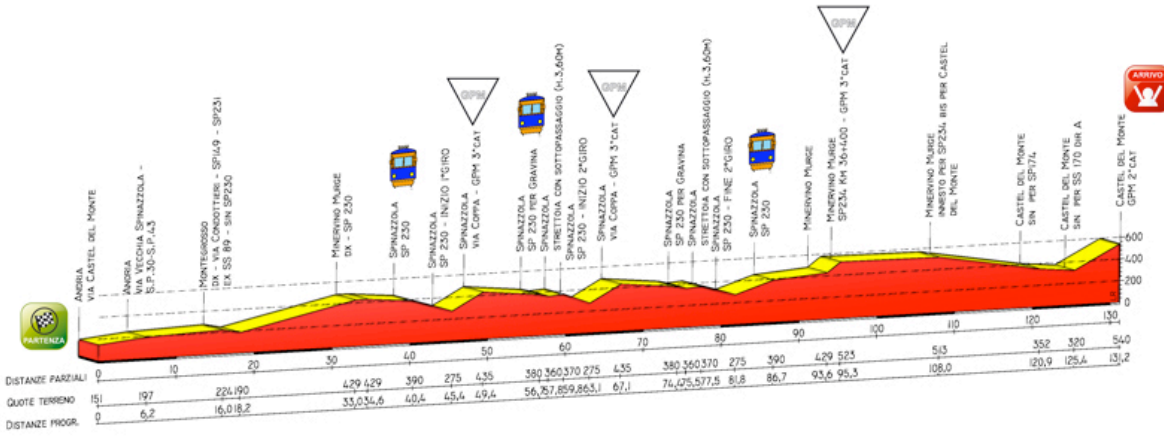 ANDRIA
VIA CASTEL DEL MONTE
ANDRIA
VIA VECCHIA SPINAZZOLA -
S.P.30-S.P.43
MONTEGROSSO
DX - VIA CONDOTTIERI - SP149 - SP231
EX SS 89 - SIN SP230
MINERVINO MURGE
DX - SP 230
SPINAZZOLA
SP 230
SPINAZZOLA
SP 230 - INIZIO 1°GIRO
SPINAZZOLA
VIA COPPA - GPM 3°CAT
GPM
SPINAZZOLA
SP 230 PER GRAVINA
SPINAZZOLA
STRETTOIA CON SOTTOPASSAGGIO (H.3,60M)
SPINAZZOLA
SP 230 - INIZIO 2°GIRO
SPINAZZOLA
VIA COPPA - GPM 3°CAT
GPM
SPINAZZOLA
SP 230 PER GRAVINA
SPINAZZOLA
STRETTOIA CON SOTTOPASSAGGIO (H.3,60M)
SPINAZZOLA
SP 230 - FINE 2°GIRO
SPINAZZOLA
SP 230
MINERVINO MURGE
MINERVINO MURGE
SP234 KM 36+400 - GPM 3°CAT
GPM
MINERVINO MURGE
INNESTO PER SP234 BIS PER CASTEL
DEL MONTE
CASTEL DEL MONTE
SIN PER SP174
CASTEL DEL MONTE
SIN PER SS 170 DIR A
CASTEL DEL MONTE
GPM 2°CAT
PARTENZA
ARRIVO
600
400
200
0
DISTANZE PARZIALI 0 10 20 30 40 50 60 70 80 90 100 110 120 130
QUOTE TERRENO 151 197 224 190 429 429 390 275 435 380 360 370 275 435 380 360 370 275 390 429 523 513 352 320 540
DISTANZE PROGR. 0 6,2 16,0 18,2 33,0 34,6 40,4 45,4 49,4 56,7 57,8 59,8 63,1 67,1 74,4 75,5 77,5 81,8 86,7 93,6 95,3 108,0 120,9 125,4 131,2